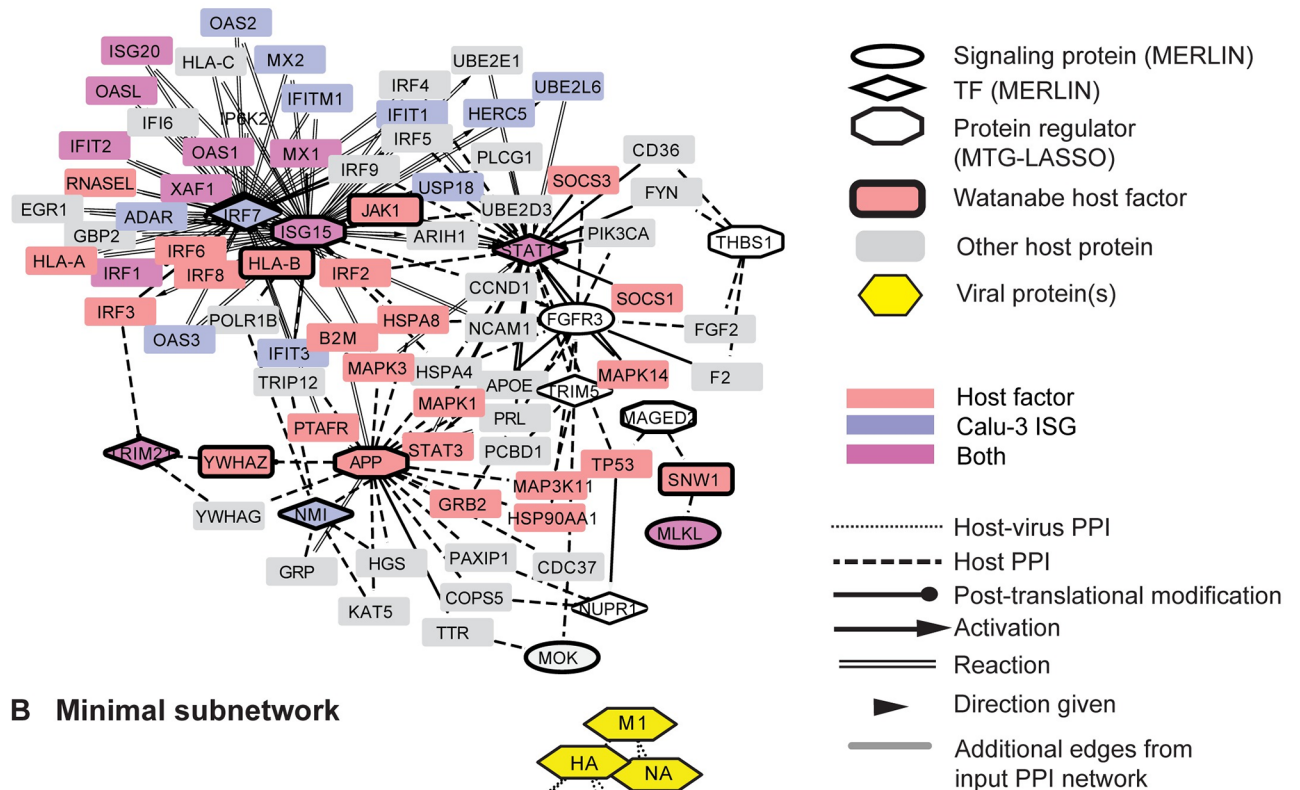 OAS2
ISG20
HLA-C
MX2
UBE2E1
OASL
IFITM1
IRF4
UBE2L6
IFI6
IP6K2
IFIT1
HERC5
IFIT2
OAS1
MX1
IRF5
PLCG1
CD36
RNASEL
XAF1
IRF9
USP18
SOCS3
FYN
EGR1
ADAR
IRF7
JAK1
UBE2D3
GBP2
ISG15
ARIH1
STAT1
PIK3CA
THBS1
HLA-A
IRF1
IRF6
IRF8
HLA-B
IRF2
CCND1
SOCS1
IRF3
POLR1B
HSPA8
NCAM1
FGFR3
FGF2
OAS3
IFIT3
B2M
MAPK3
HSPA4
APOE
TRIM5
MAPK14
F2
TRIP12
MAPK1
PRL
MAGED2
PTAFR
STAT3
PCBD1
TP53
TRIM21
YWHAZ
APP
MAP3K11
SNW1
YWHAG
NMI
GRB2
HSP90AA1
MLKL
GRP
HGS
PAXIP1
CDC37
KAT5
COPS5
NUPR1
TTR
MOK
Signaling protein (MERLIN)
TF (MERLIN)
Protein regulator
(MTG-LASSO)
Watanabe host factor
Other host protein
Viral protein(s)
Host factor
Calu-3 ISG
Both
Host-virus PPI
Host PPI
Post-translational modification
Activation
Reaction
Direction given
Additional edges from
input PPI network
B Minimal subnetwork
M1
HA
NA